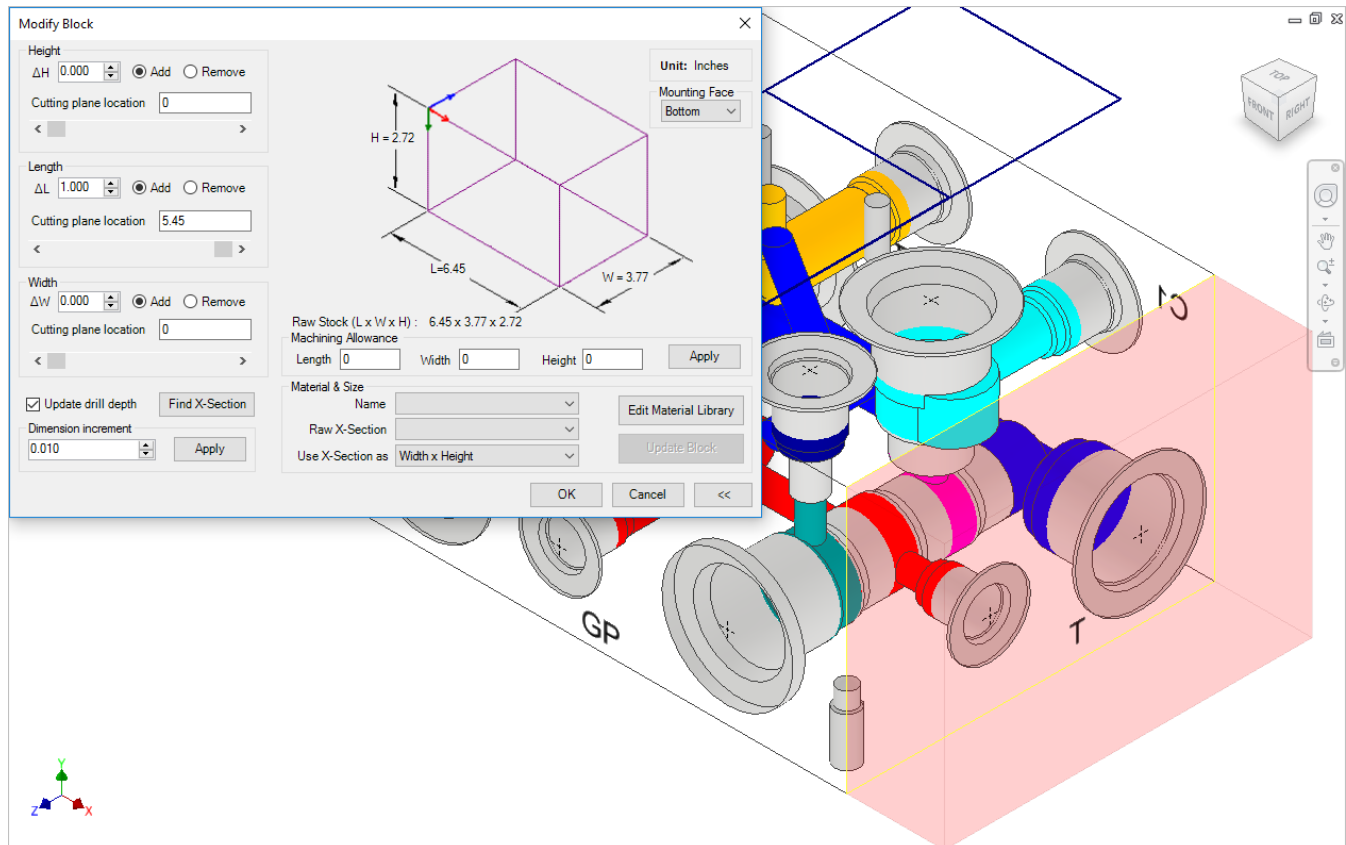 Modify Block
Height
ΔH 0.000 Add Remove
Cutting plane location 0
Length
ΔL 1.000 Add Remove
Cutting plane location 5.45
Width
ΔW 0.000 Add Remove
Cutting plane location 0
Update drill depth Find X-Section
Dimension increment
0.010 Apply
H = 2.72
L=6.45
W = 3.77
Unit: Inches
Mounting Face
Bottom
Raw Stock (L x W x H) : 6.45 x 3.77 x 2.72
Machining Allowance
Length 0 Width 0 Height 0 Apply
Material & Size
Name
Raw X-Section
Use X-Section as Width x Height
Edit Material Library
Update Block
OK Cancel <<
TOP
FRONT RIGHT
GP
T
Y
Z X